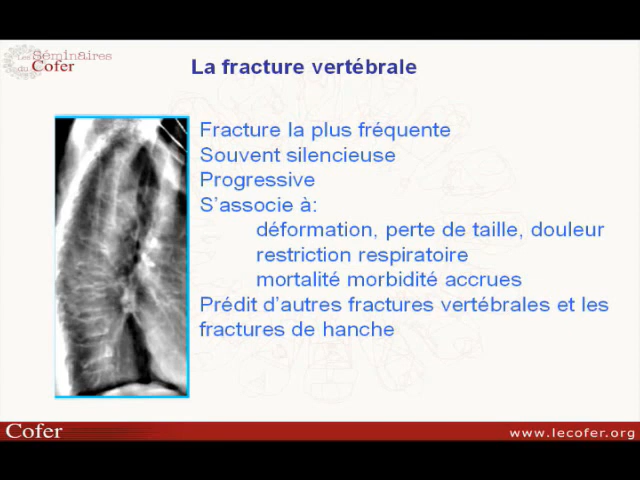 Les Séminaires
du Cofer
La fracture vertébrale
Fracture la plus fréquente
Souvent silencieuse
Progressive
S'associe à:
déformation, perte de taille, douleur
restriction respiratoire
mortalité morbidité accrues
Prédit d'autres fractures vertébrales et les
fractures de hanche
Cofer
www.lecofer.org